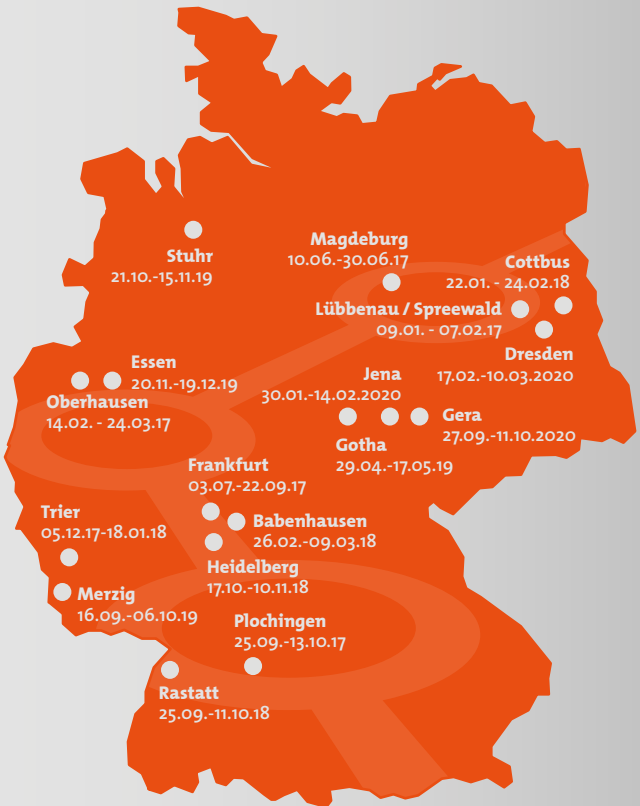 Magdeburg
10.06.-30.06.17
Stuhr
21.10.-15.11.19
Cottbus
22.01. - 24.02.18
Lübbenau / Spreewald
09.01. - 07.02.17
Dresden
17.02.-10.03.2020
Essen
20.11.-19.12.19
Oberhausen
14.02. - 24.03.17
Jena
30.01.-14.02.2020
Gera
27.09.-11.10.2020
Gotha
29.04.-17.05.19
Frankfurt
03.07.-22.09.17
Trier
05.12.17-18.01.18
Babenhausen
26.02.-09.03.18
Heidelberg
17.10.-10.11.18
Merzig
16.09.-06.10.19
Plochingen
25.09.-13.10.17
Rastatt
25.09.-11.10.18